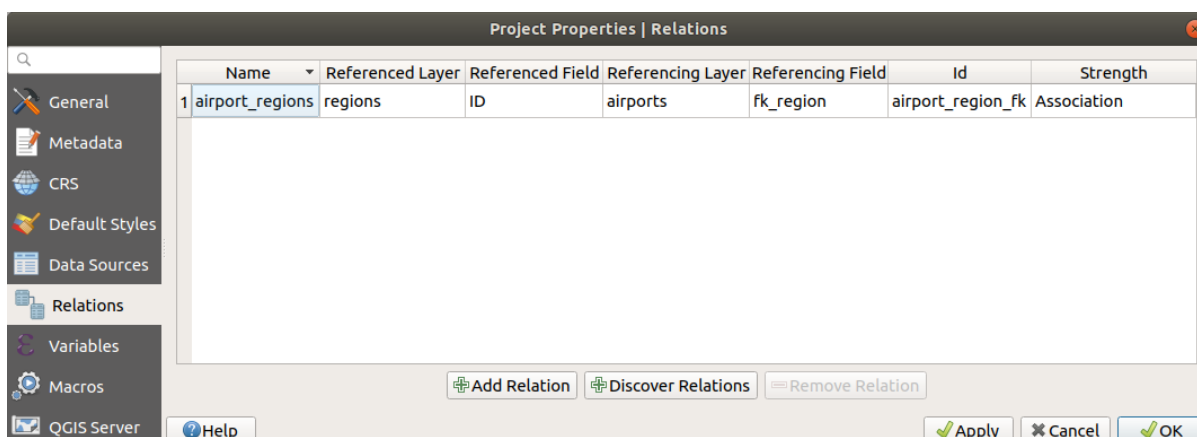 Project Properties | Relations
General
Metadata
CRS
Default Styles
Data Sources
Relations
Variables
Macros
QGIS Server
Name Referenced Layer Referenced Field Referencing Layer Referencing Field Id Strength
1 airport_regions regions ID airports fk_region airport_region_fk Association
Add Relation Discover Relations Remove Relation
Help Apply Cancel OK